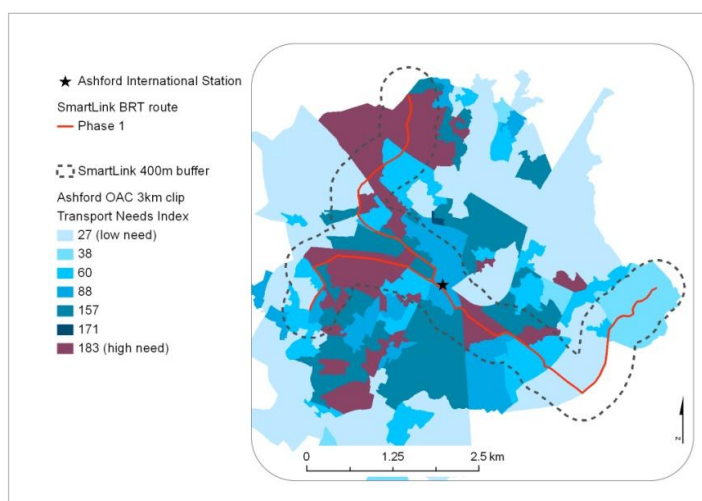 Ashford International Station
SmartLink BRT route
Phase 1
SmartLink 400m buffer
Ashford OAC 3km clip
Transport Needs Index
27 (low need)
38
60
88
157
171
183 (high need)
0 1.25 2.5 km
N